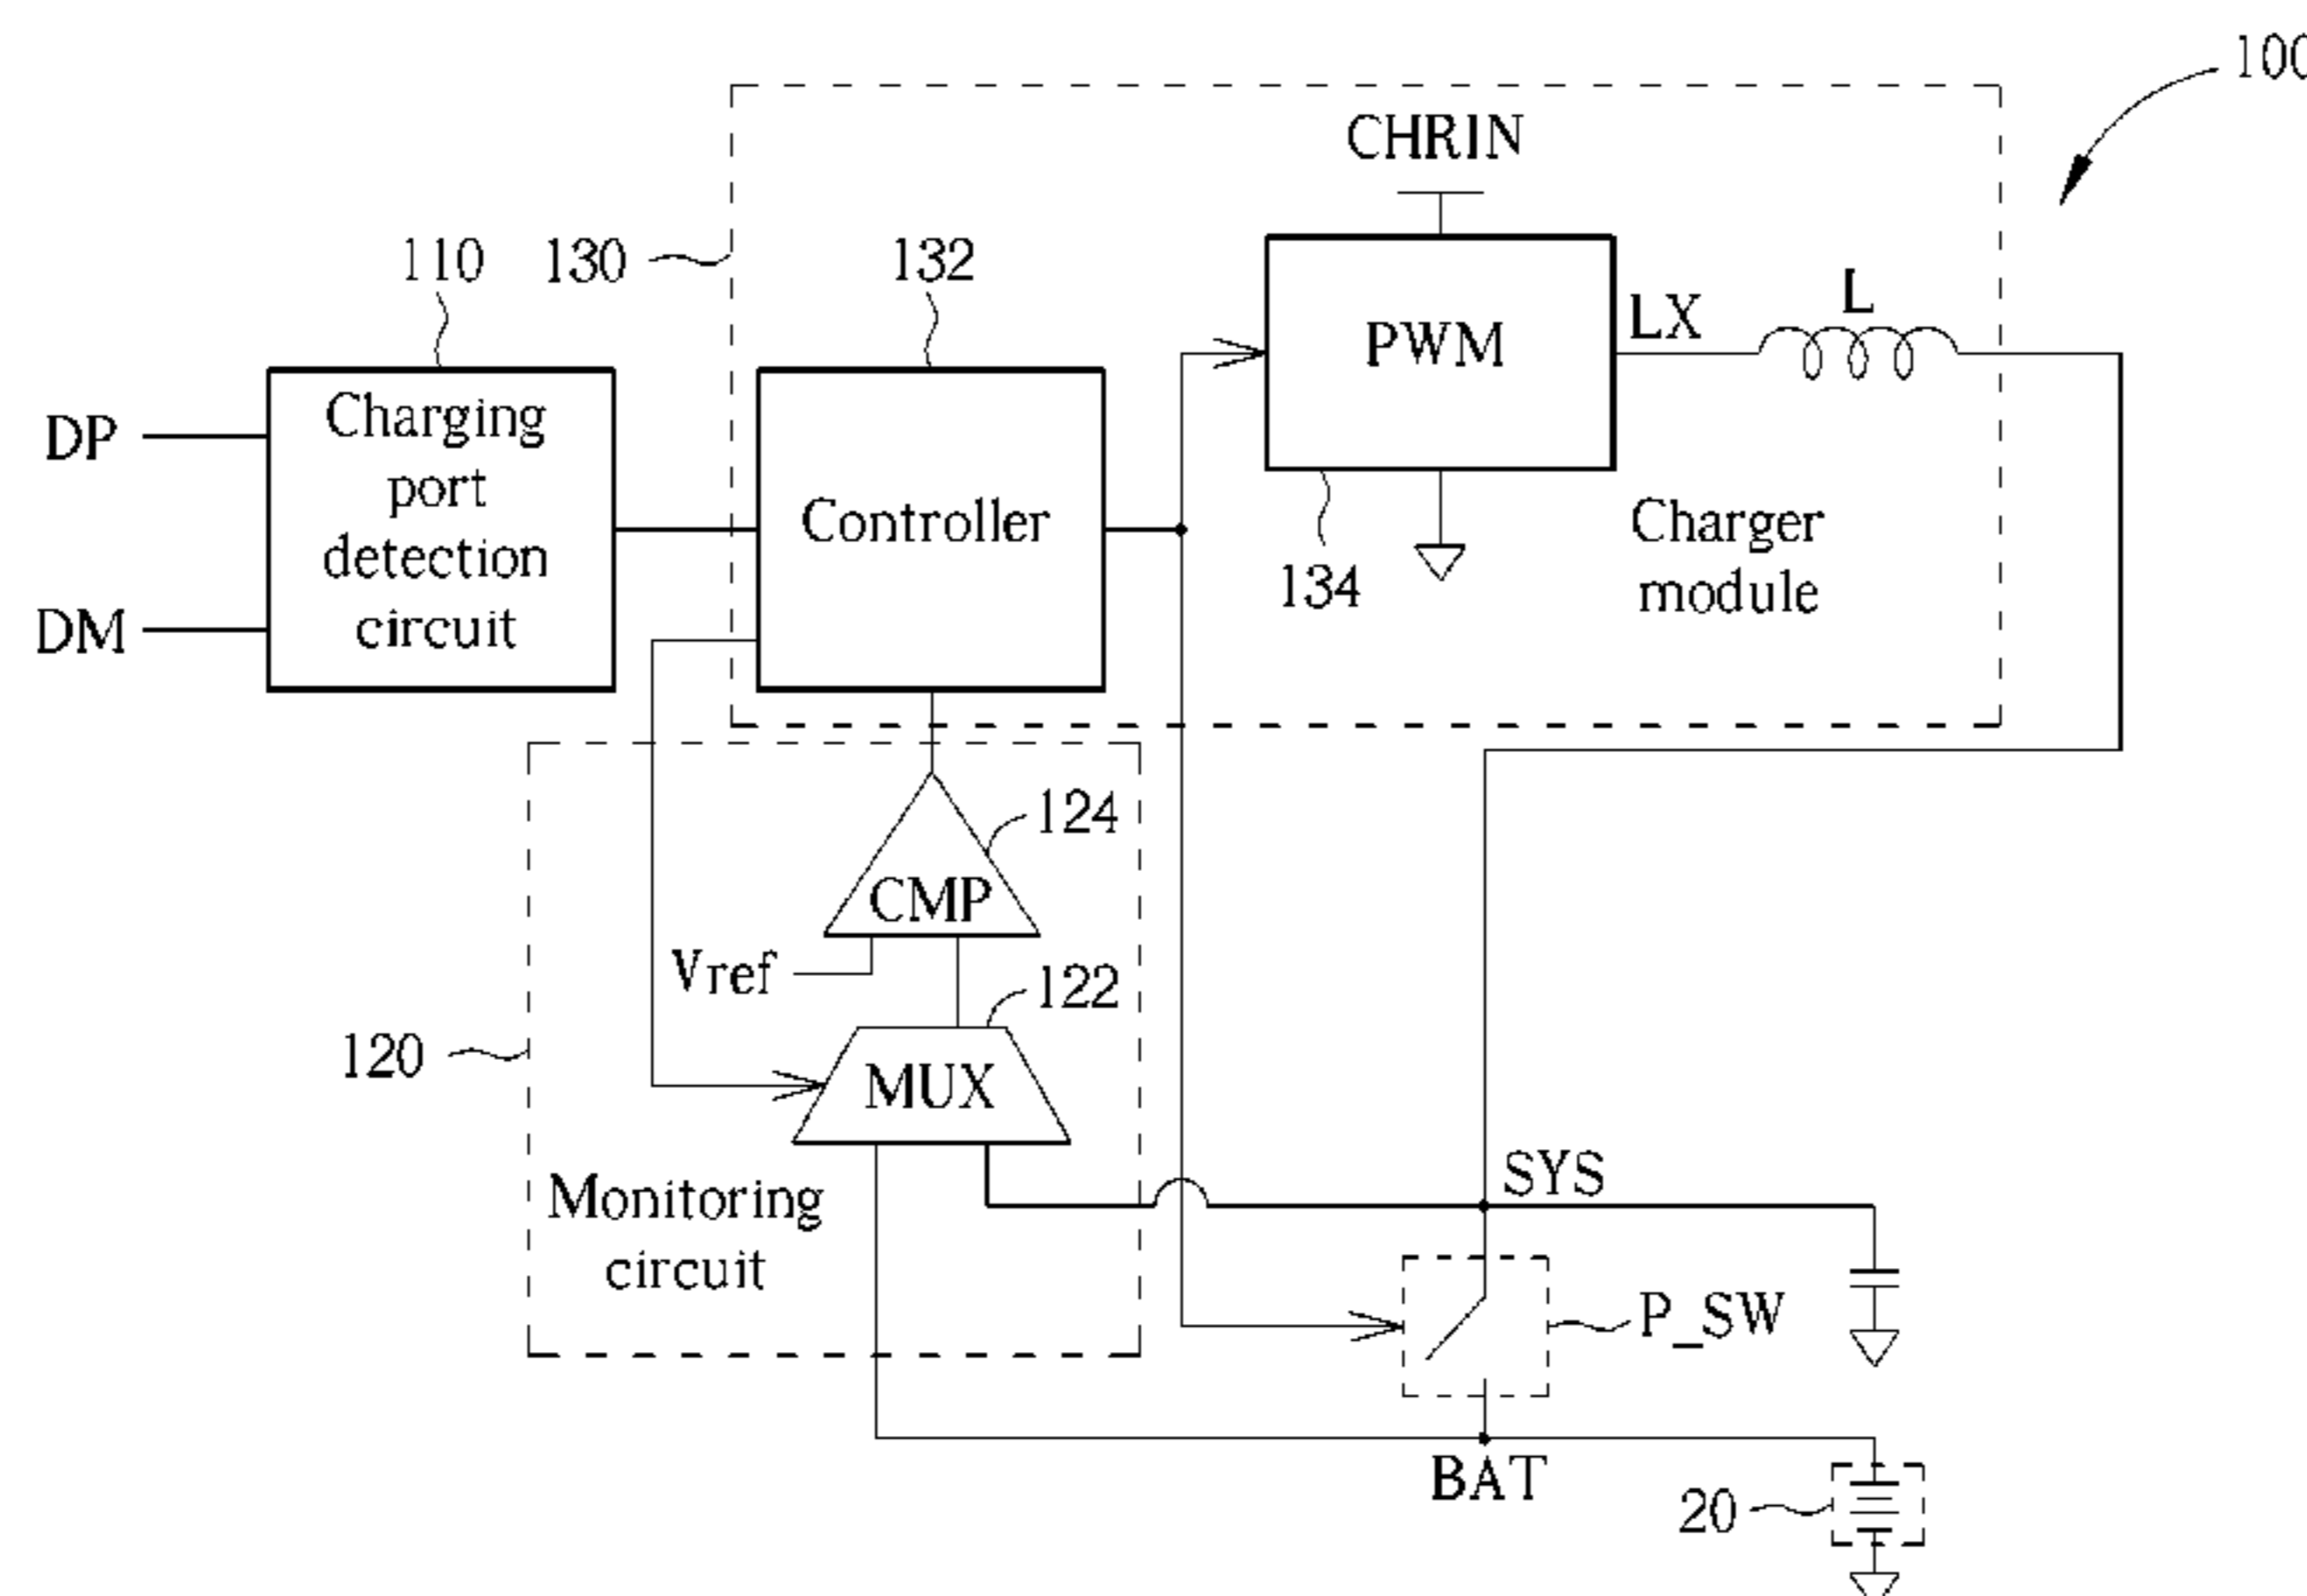 100
CHRIN
110
130
132
LX
L
PWM
DP
Charging
port
detection
circuit
Controller
Charger
module
134
DM
124
CMP
Vref
122
120
MUX
SYS
Monitoring
circuit
P_SW
BAT
20